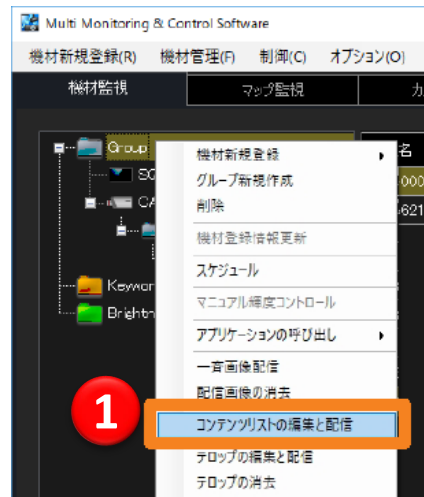 Multi Monitoring & Control Software
機材新規登録(R) 機材管理(F) 制御(C) オプション(O)
機材監視 マップ監視
Group
名
機材新規登録
グループ新規作成
削除
機材登録情報更新
スケジュール
マニュアル輝度コントロール
アプリケーションの呼び出し
一斉画像配信
配信画像の消去
コンテンツリストの編集と配信
テロップの編集と配信
テロップの消去
1